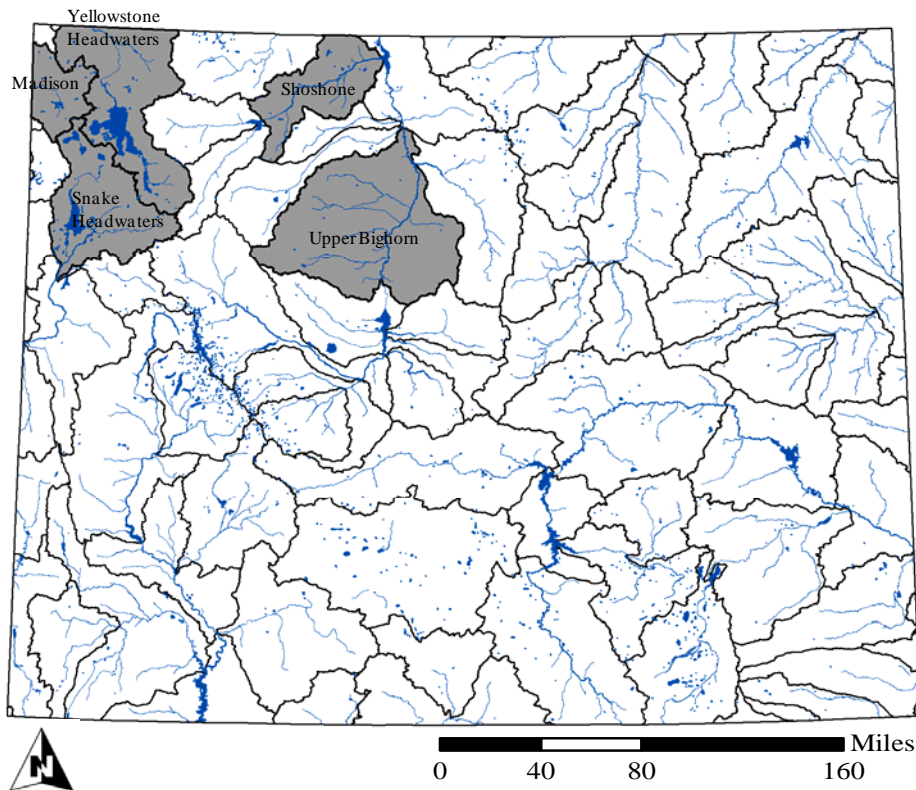 Yellowstone
Headwaters
Madison
Shoshone
Snake
Headwaters
Upper Bighorn
N
Miles
0 40 80 160